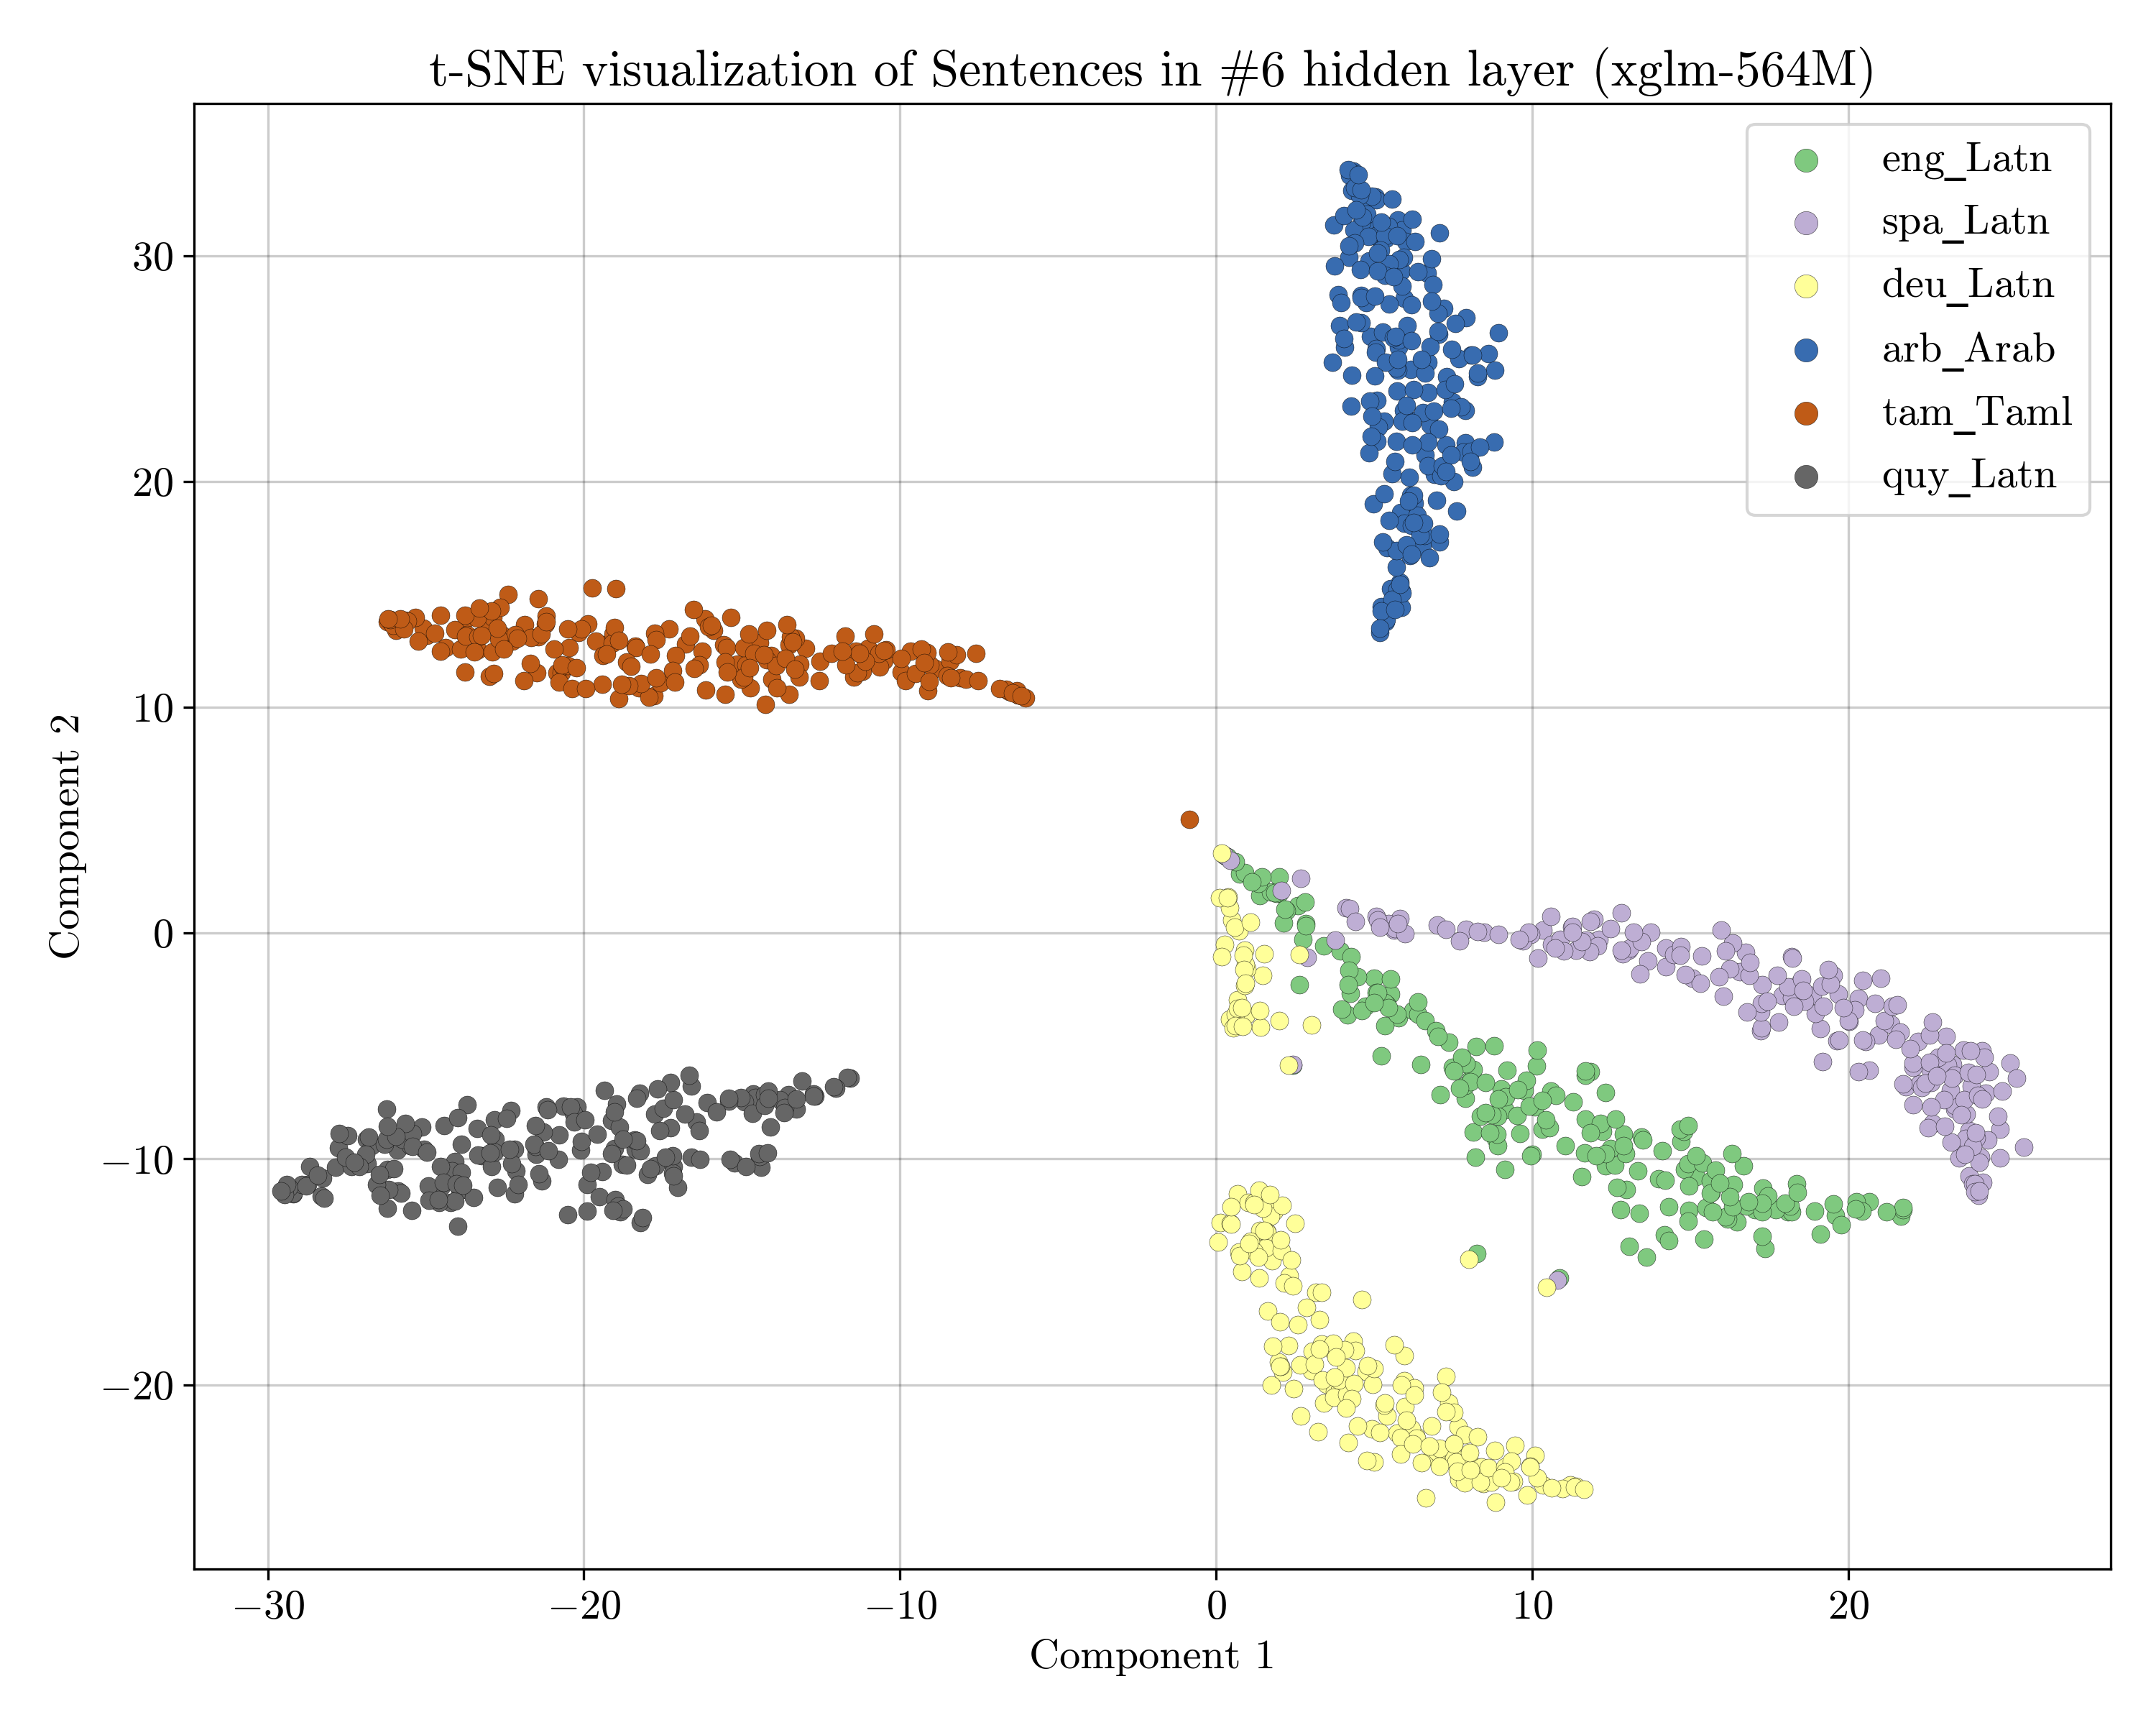 t-SNE visualization of Sentences in #6 hidden layer (xglm-564M)
eng_Latn
spa_Latn
deu_Latn
arb_Arab
tam_Taml
quy_Latn
30
20
10
0
−10
−20
Component 2
−30
−20
−10
0
10
20
Component 1